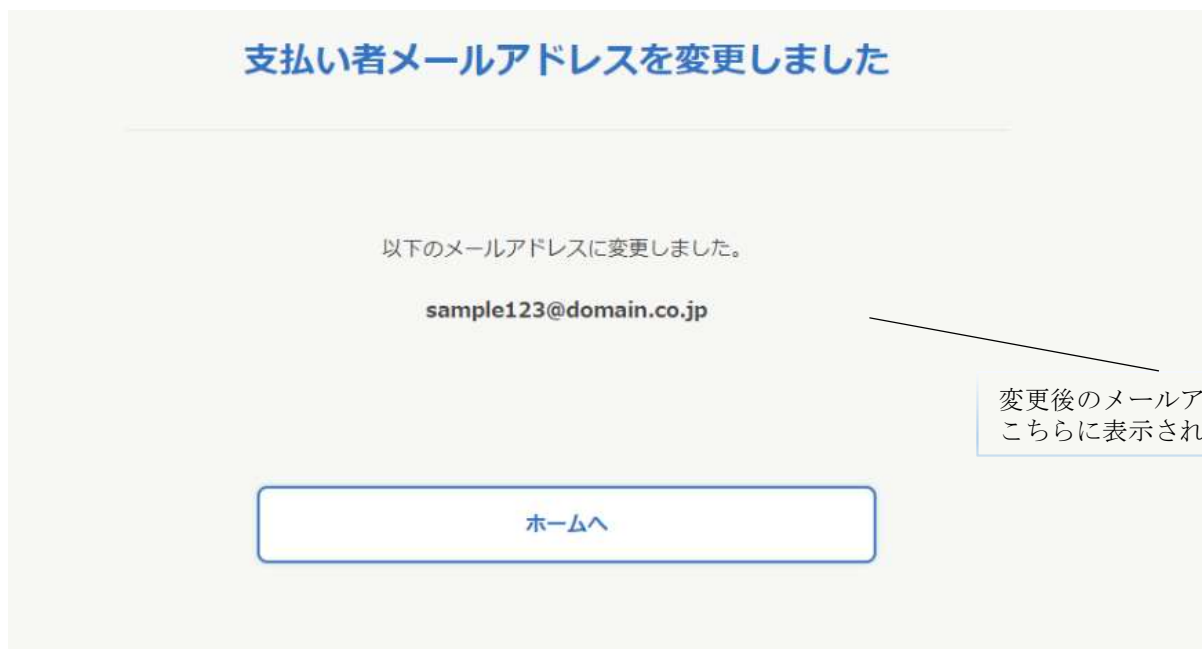 支払い者メールアドレスを変更しました
以下のメールアドレスに変更しました。
sample123@domain.co.jp
変更後のメールア
こちらに表示され
ホームへ